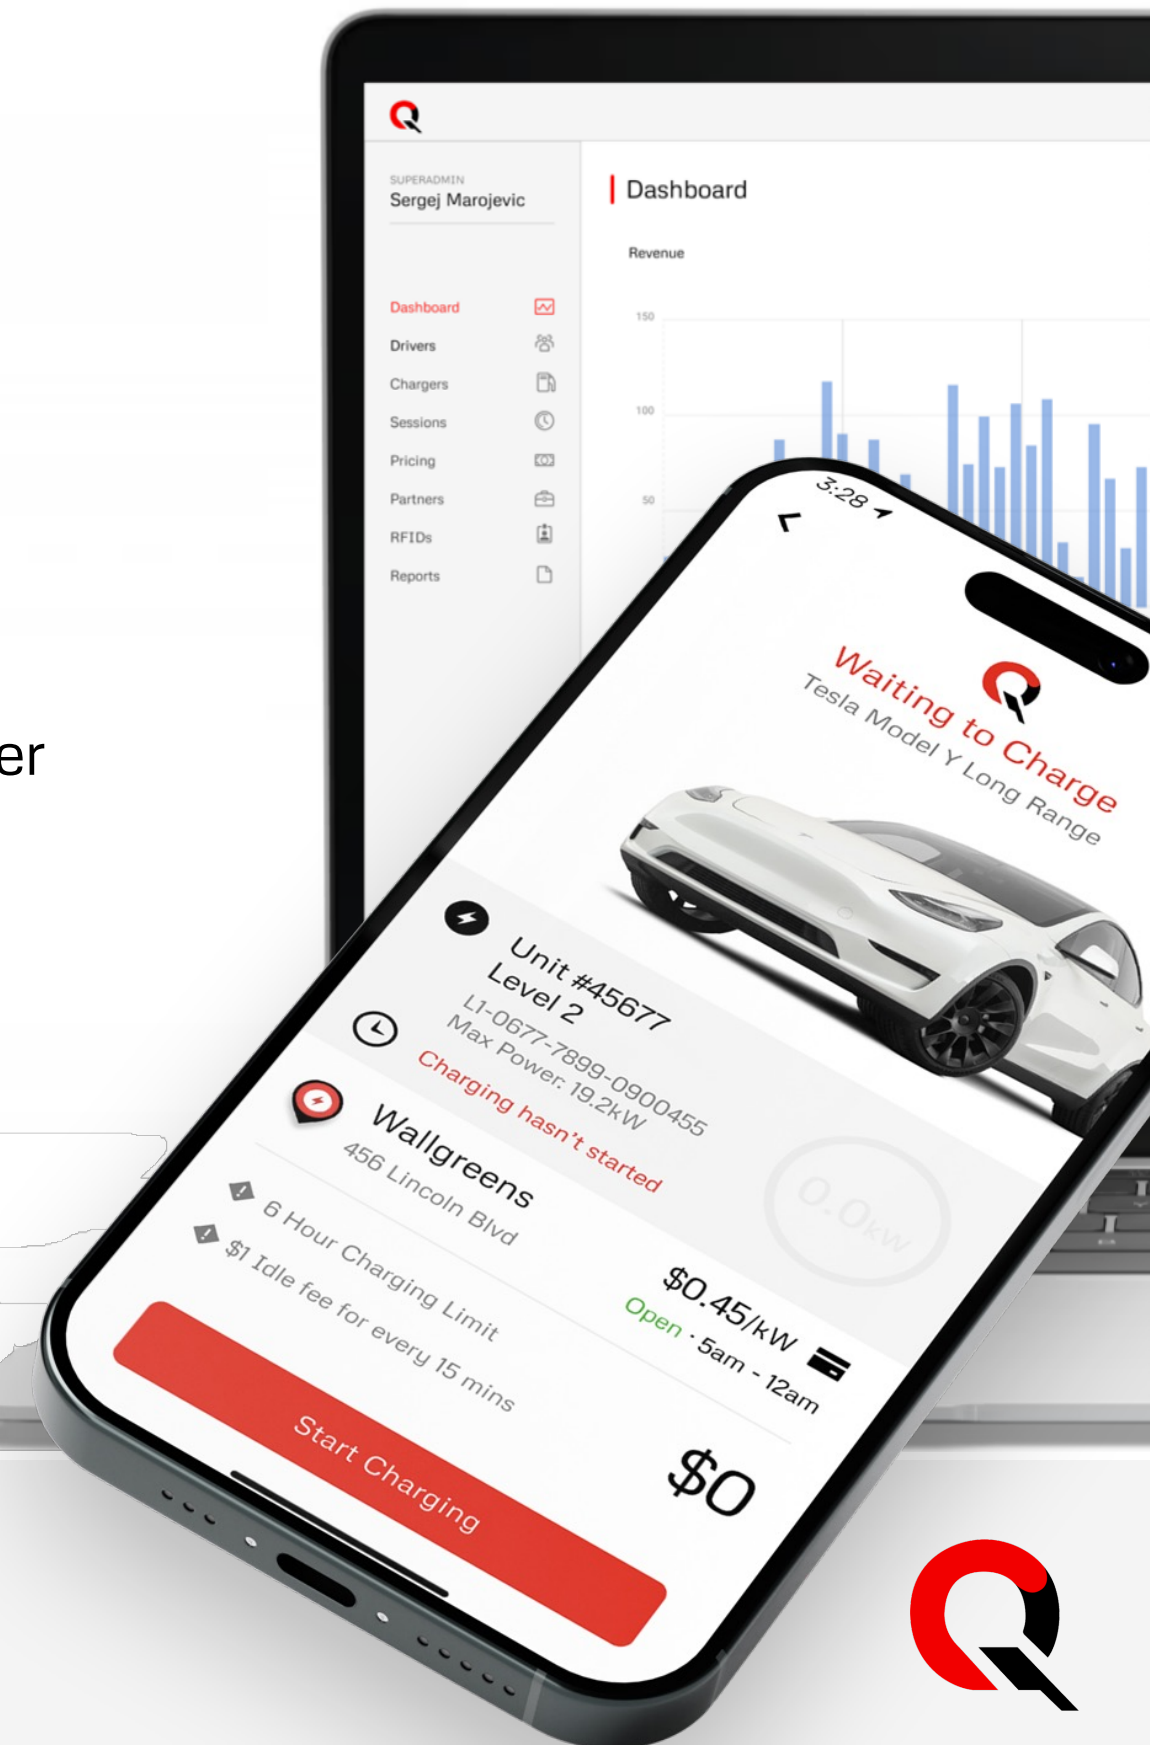 SUPERADMIN
Sergej Marojevic
Dashboard
Drivers
Chargers
Sessions
Pricing
Partners
RFIDs
Reports
Dashboard
Revenue
150
100
50
er
3:28
Waiting to Charge
Tesla Model Y Long Range
Unit #45677
Level 2
L1-0677-7899-0900455
Max Power: 19.2kW
Charging hasn't started
0.0kW
Wallgreens
456 Lincoln Blvd
$0.45/kW
Open · 5am - 12am
6 Hour Charging Limit
$1 Idle fee for every 15 mins
$0
Start Charging